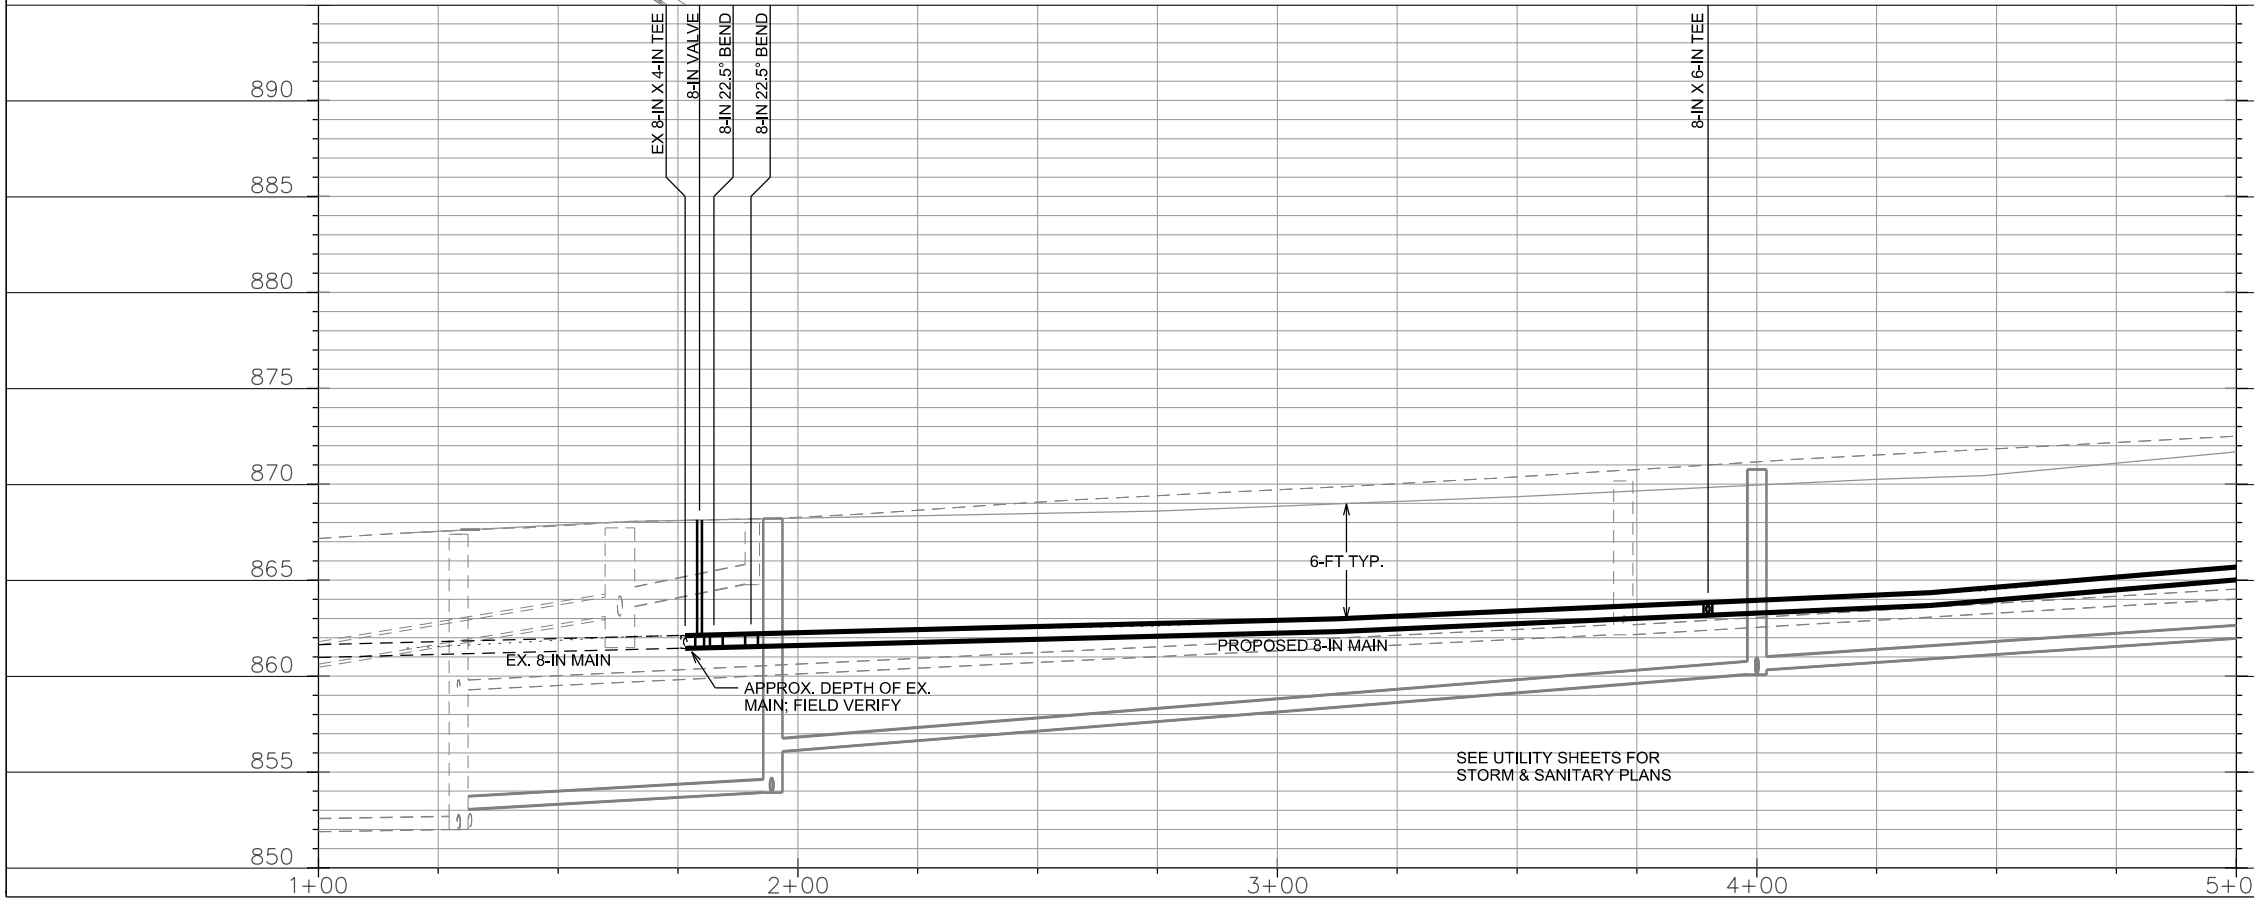 EX 8-IN X 4-IN TEE
8-IN VALVE
8-IN 22.5° BEND
8-IN 22.5° BEND
8-IN X 6-IN TEE
890
885
880
875
870
865
860
855
850
6-FT TYP.
EX. 8-IN MAIN
PROPOSED 8-IN MAIN
APPROX. DEPTH OF EX.
MAIN; FIELD VERIFY
SEE UTILITY SHEETS FOR
STORM & SANITARY PLANS
1+00
2+00
3+00
4+00
5+0